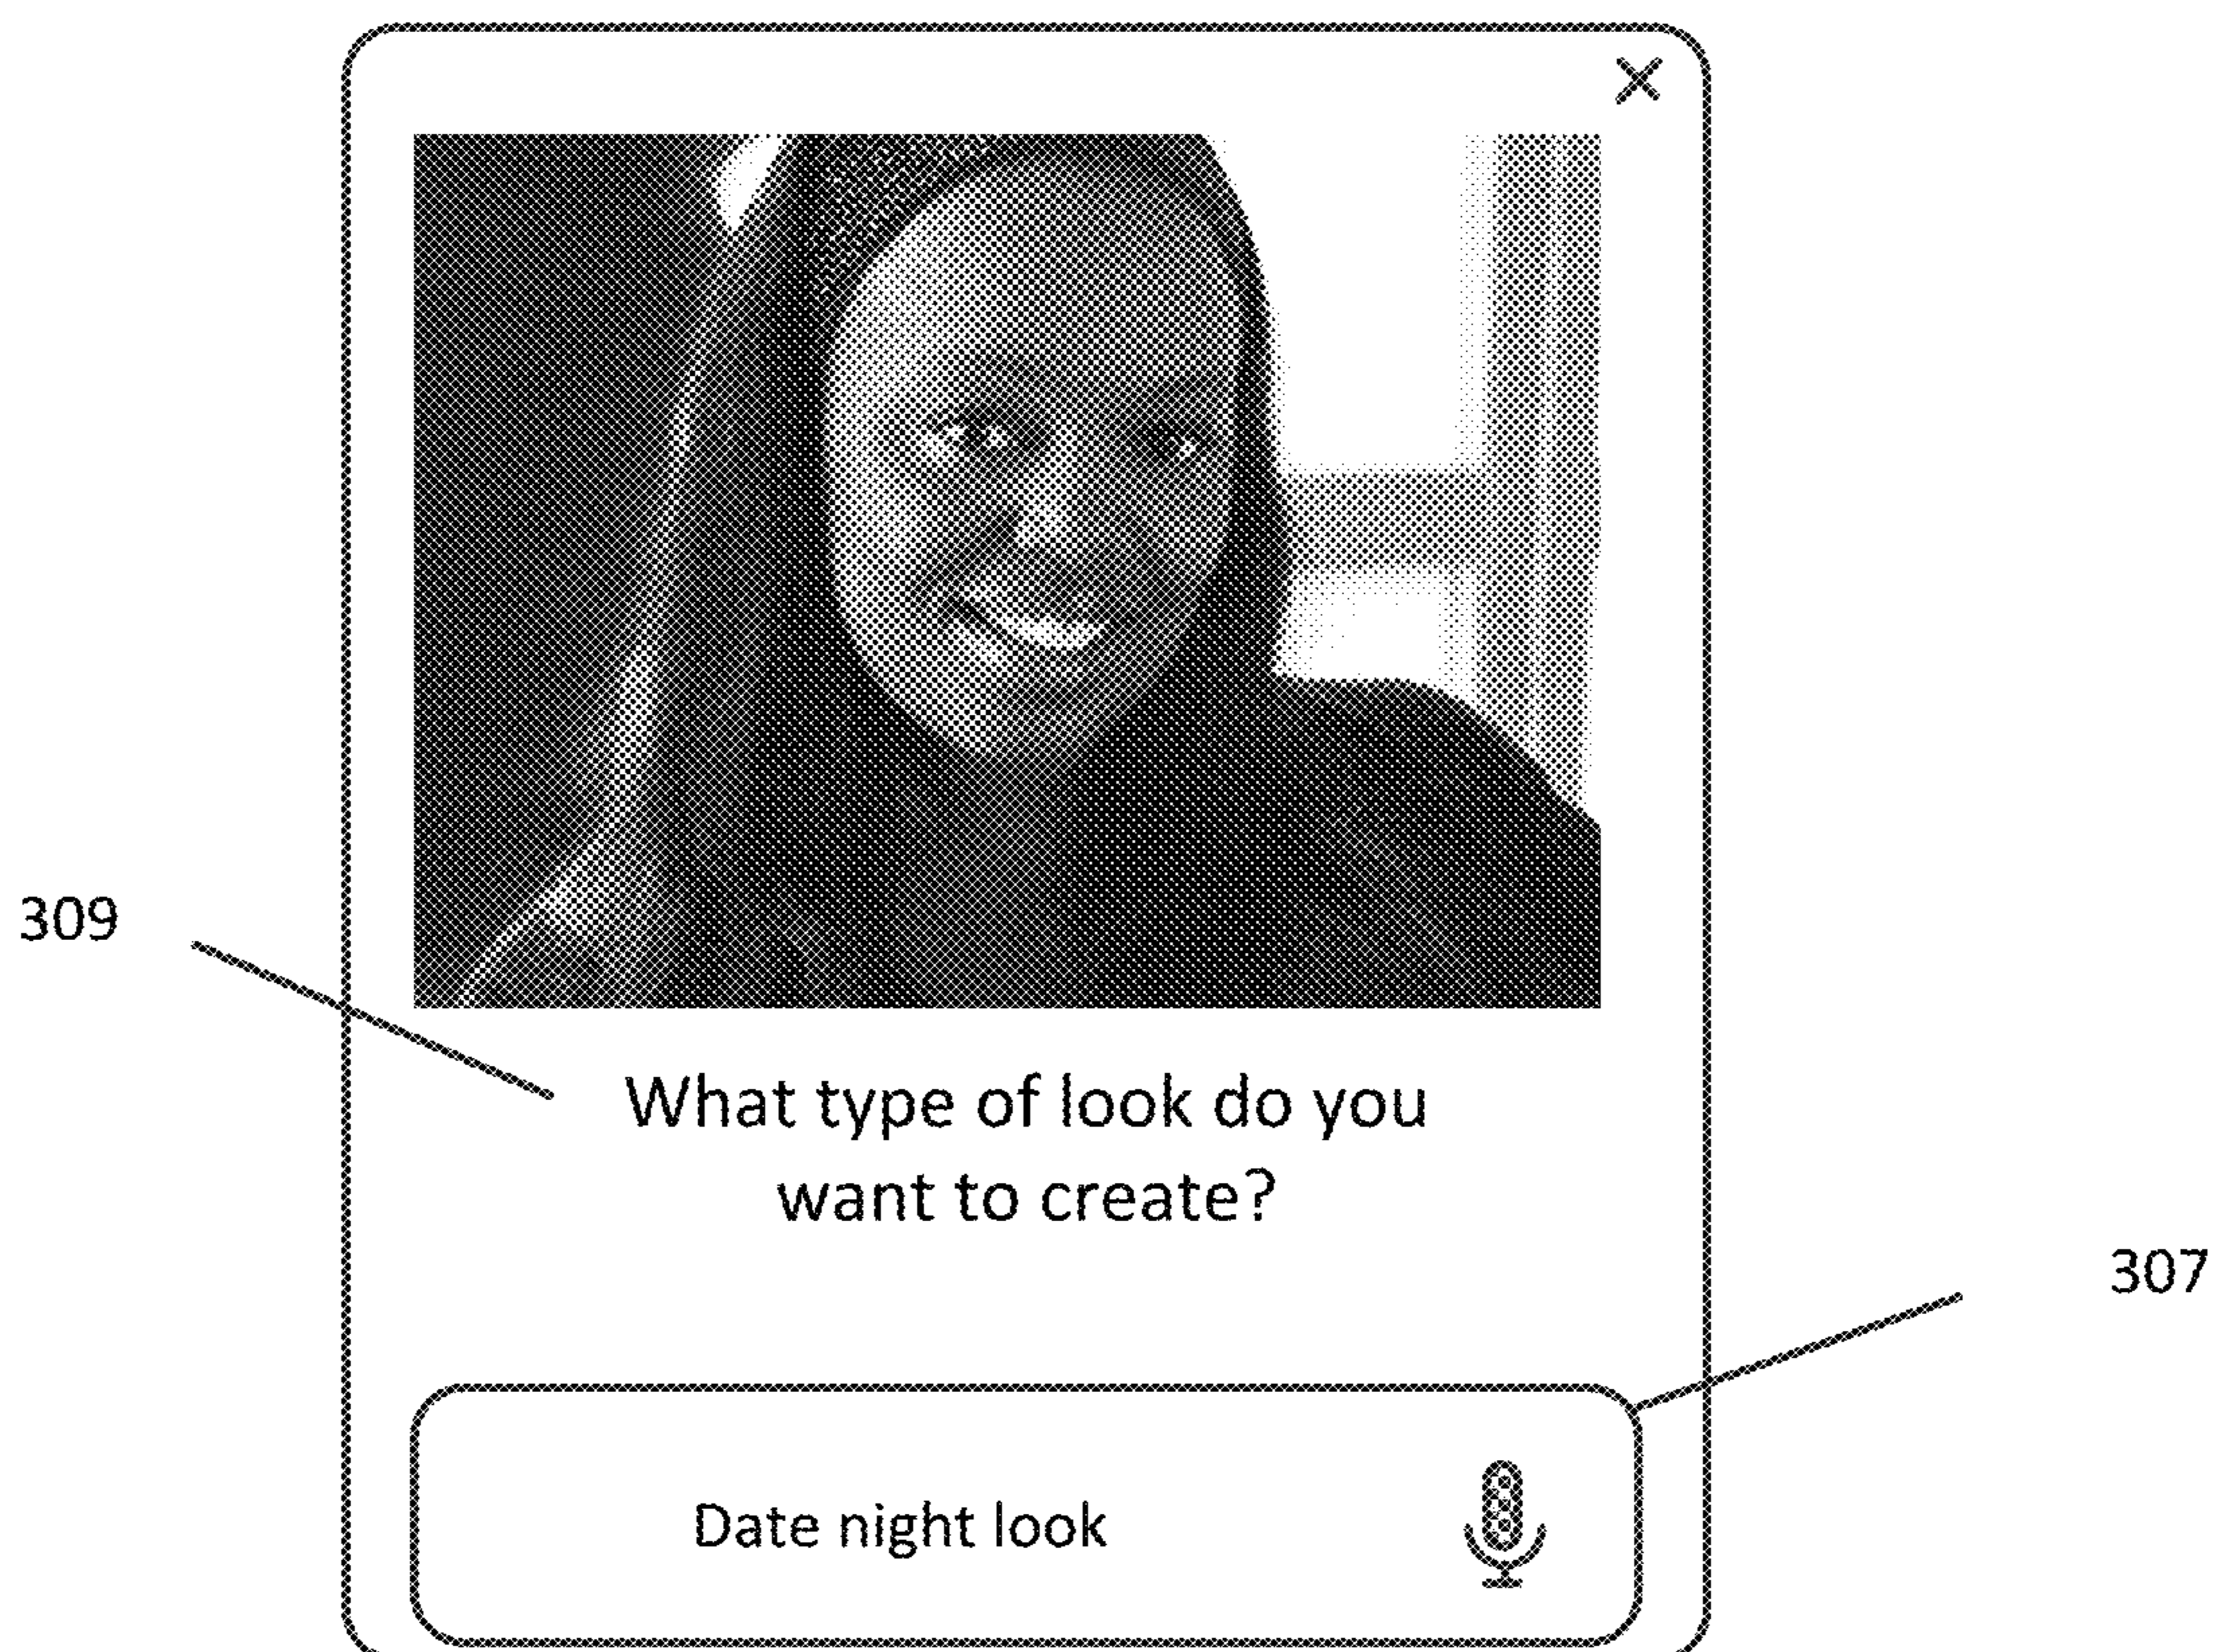 309
What type of look do you
want to create?
307
Date night look